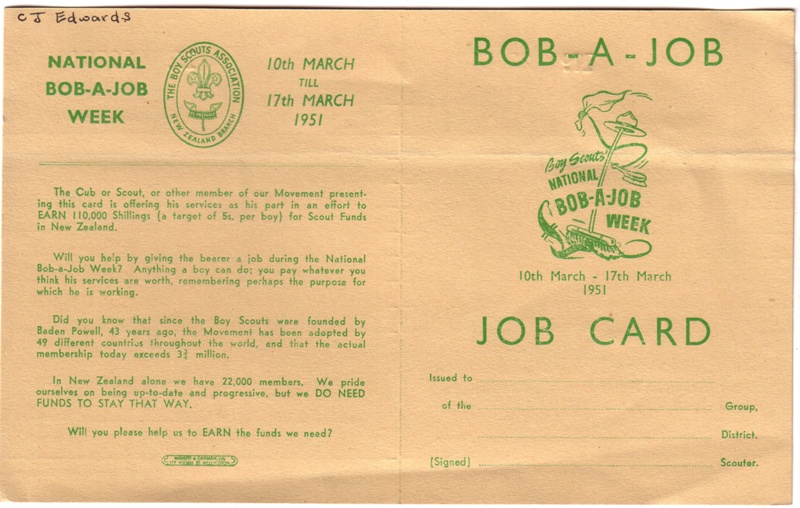 CJ Edwards
NATIONAL
BOB-A-JOB
WEEK
THE BOY SCOUTS ASSOCIATION
NEW ZEALAND BRANCH
10th MARCH
TILL
17th MARCH
1951
The Cub or Scout, or other member of our Movement present-
ing this card is offering his services as his part in an effort to
EARN 110,000 Shillings (a target of 5s. per boy) for Scout Funds
in New Zealand.
Will you help by giving the bearer a job during the National
Bob-a-Job Week? Anything a boy can do; you pay whatever you
think his services are worth, remembering perhaps the purpose for
which he is working.
Did you know that since the Boy Scouts were founded by
Baden Powell, 43 years ago, the Movement has been adopted by
49 different countries throughout the world, and that the actual
membership today exceeds 3¾ million.
In New Zealand alone we have 22,000 members. We pride
ourselves on being up-to-date and progressive, but we DO NEED
FUNDS TO STAY THAT WAY.
Will you please help us to EARN the funds we need?
BOB-A-JOB
Boy Scouts
NATIONAL
BOB-A-JOB
WEEK
10th March - 17th March
1951
JOB CARD
Issued to
of the Group,
District.
(Signed) Scouter.